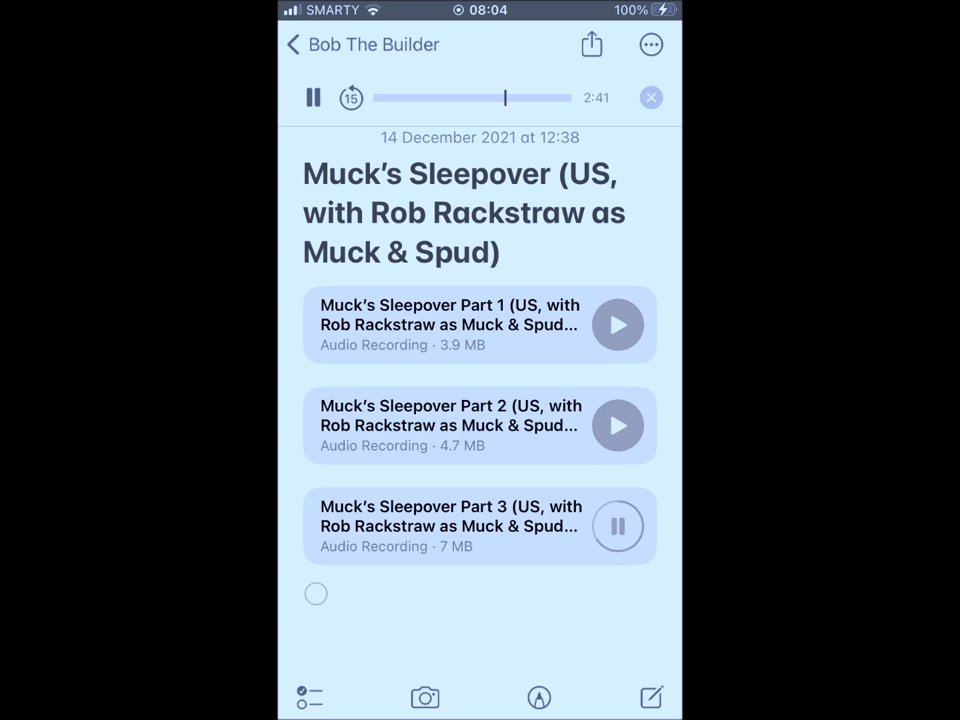 SMARTY 08:04 100%
Bob The Builder
15 2:41
14 December 2021 at 12:38
Muck’s Sleepover (US,
with Rob Rackstraw as
Muck & Spud)
Muck’s Sleepover Part 1 (US, with
Rob Rackstraw as Muck & Spud...
Audio Recording · 3.9 MB
Muck’s Sleepover Part 2 (US, with
Rob Rackstraw as Muck & Spud...
Audio Recording · 4.7 MB
Muck’s Sleepover Part 3 (US, with
Rob Rackstraw as Muck & Spud...
Audio Recording · 7 MB